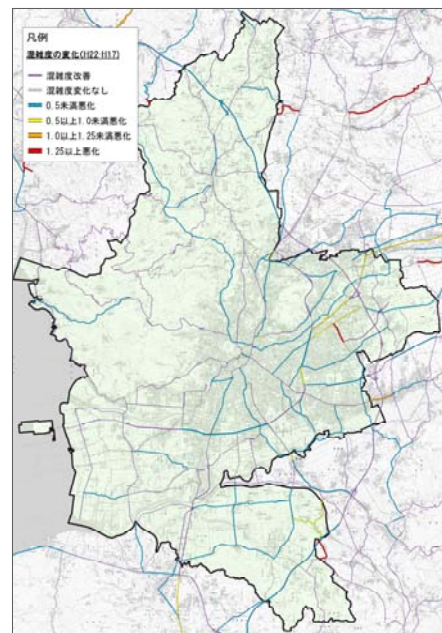 凡例
混雑度の変化(H22-H17)
混雑度改善
混雑度変化なし
0.5未満悪化
0.5以上1.0未満悪化
1.0以上1.25未満悪化
1.25以上悪化